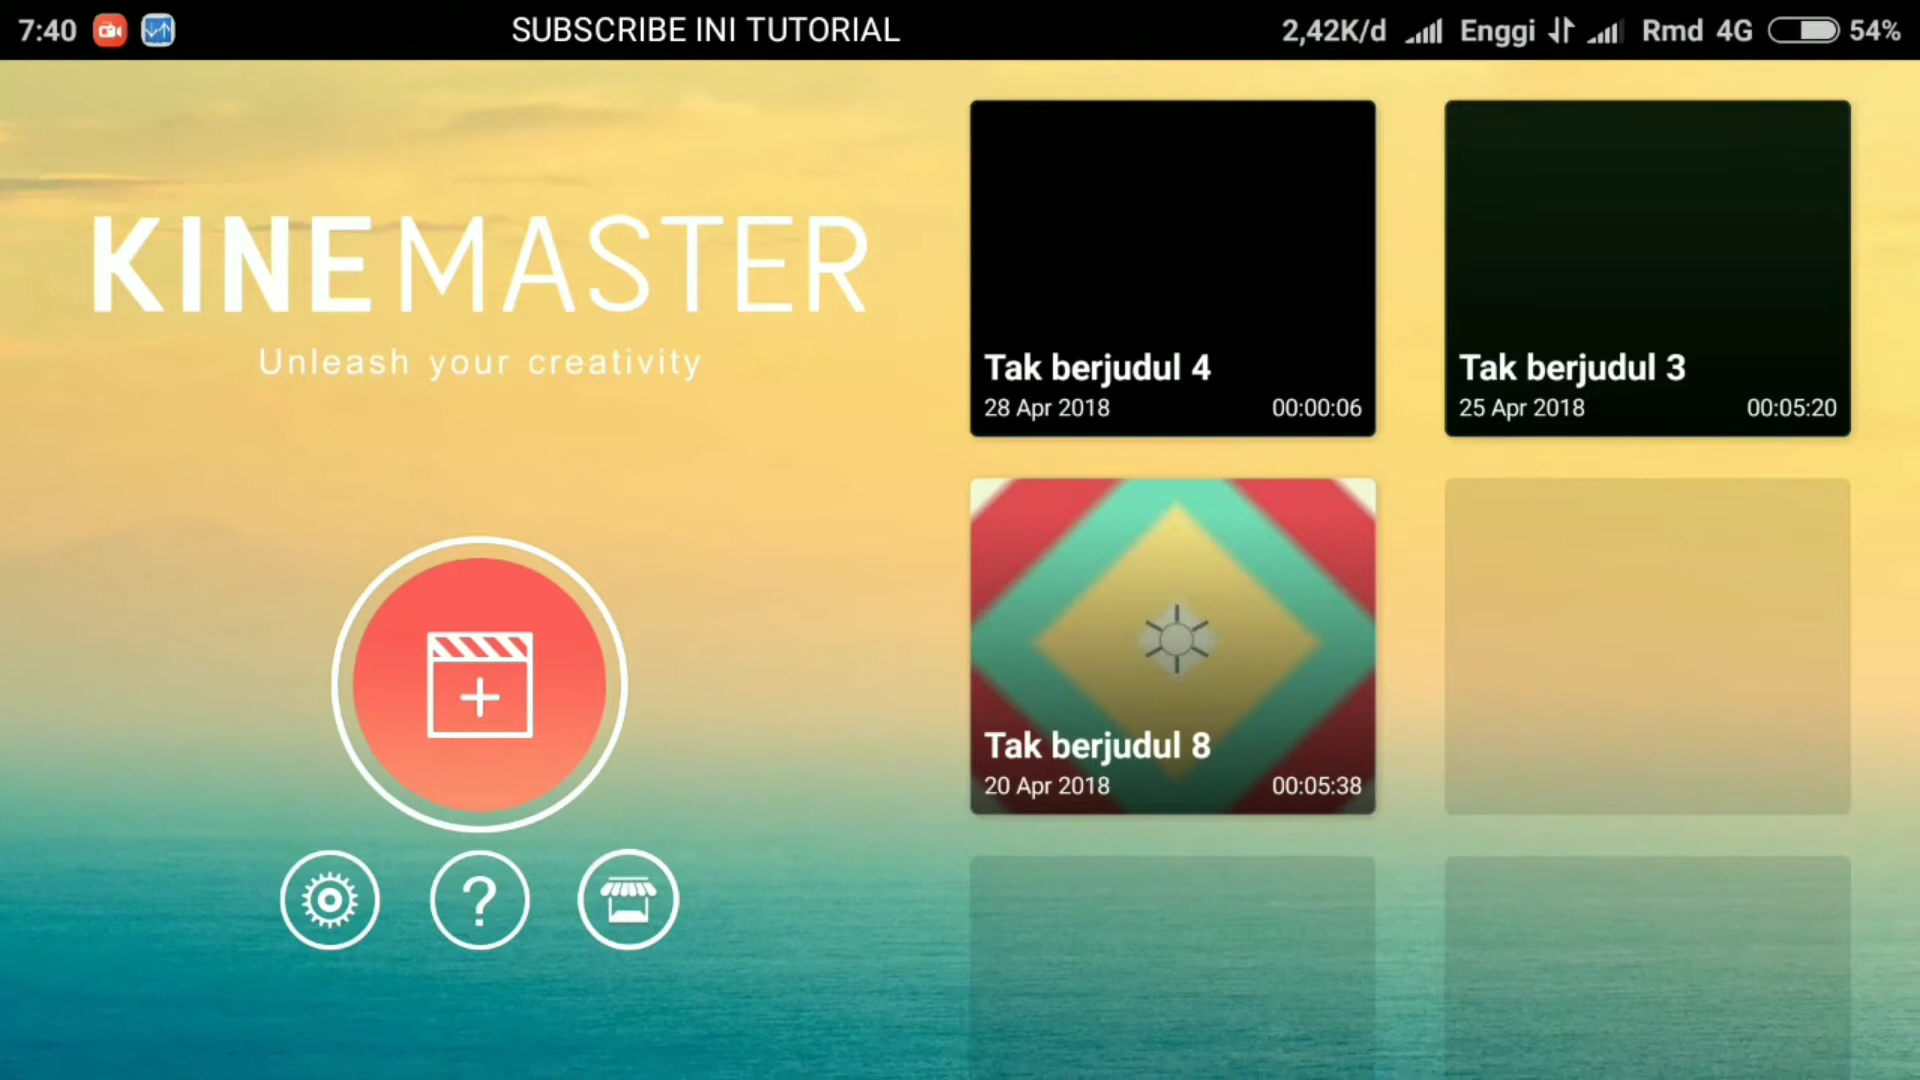 7:40 SUBSCRIBE INI TUTORIAL 2,42K/d Enggi Rmd 4G 54%
KINEMASTER
Unleash your creativity
Tak berjudul 4
28 Apr 2018 00:00:06
Tak berjudul 3
25 Apr 2018 00:05:20
Tak berjudul 8
20 Apr 2018 00:05:38
?